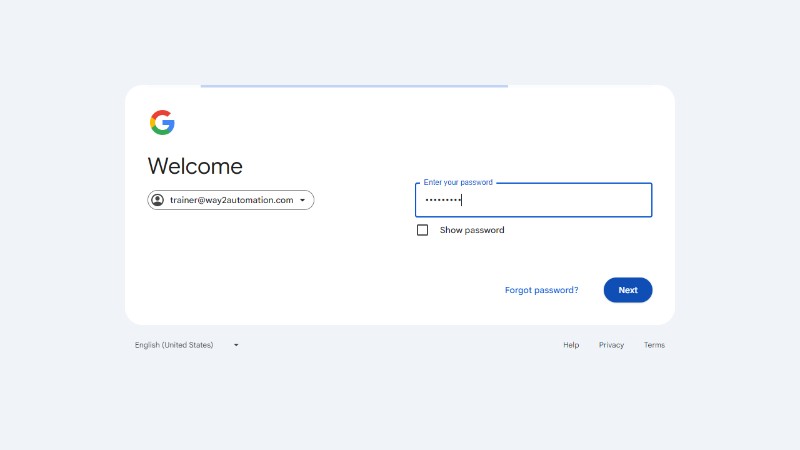 Welcome
trainer@way2automation.com
Enter your password
•••••••••
Show password
Forgot password?
Next
English (United States)
Help
Privacy
Terms